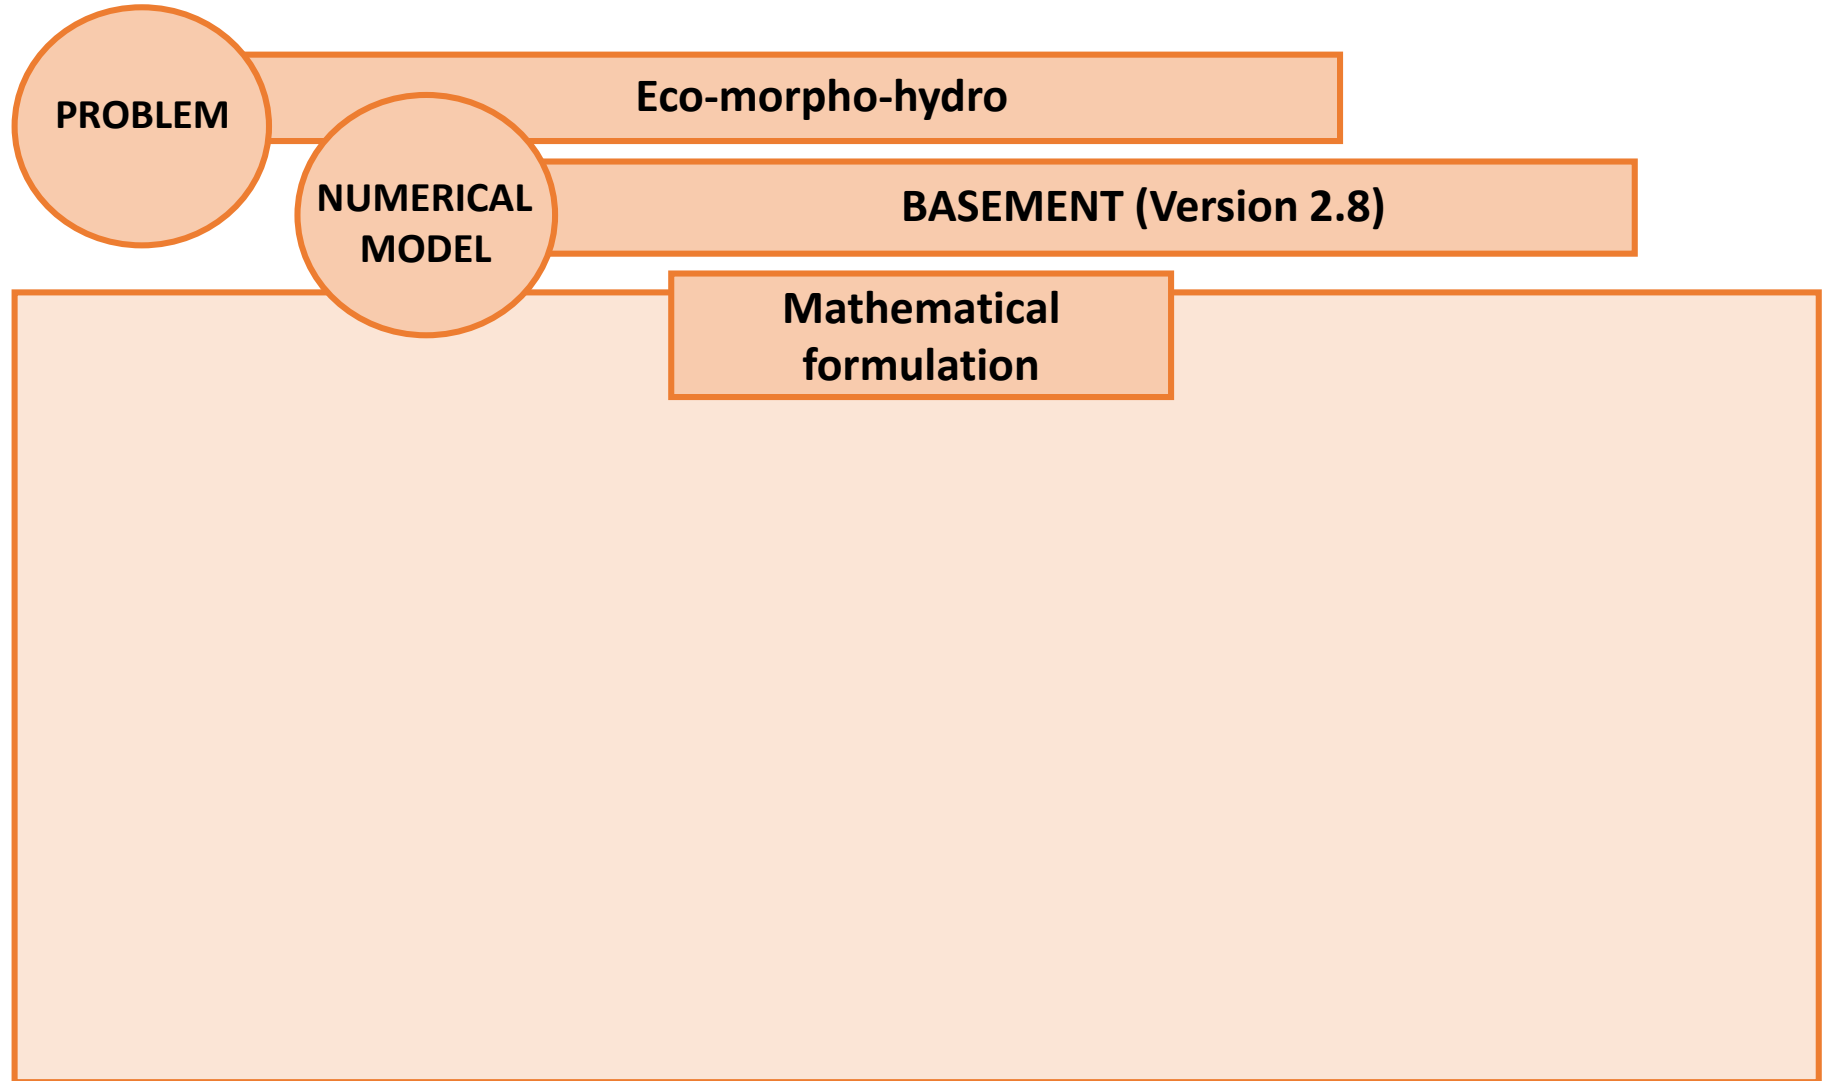 PROBLEM
Eco-morpho-hydro
NUMERICAL
MODEL
BASEMENT (Version 2.8)
Mathematical
formulation